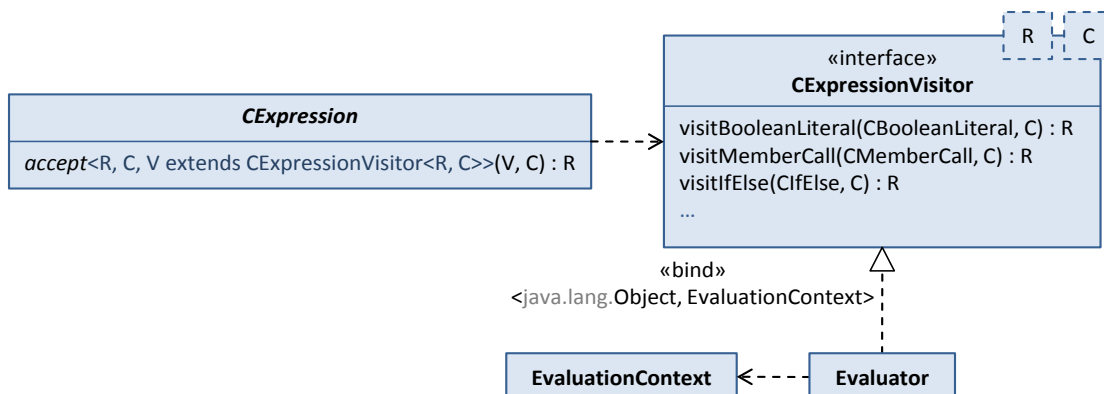 R
C
«interface»
CExpressionVisitor
CExpression
accept<R, C, V extends CExpressionVisitor<R, C>>(V, C) : R
visitBooleanLiteral(CBooleanLiteral, C) : R
visitMemberCall(CMemberCall, C) : R
visitIfElse(CIfElse, C) : R
...
«bind»
<java.lang.Object, EvaluationContext>
EvaluationContext
Evaluator